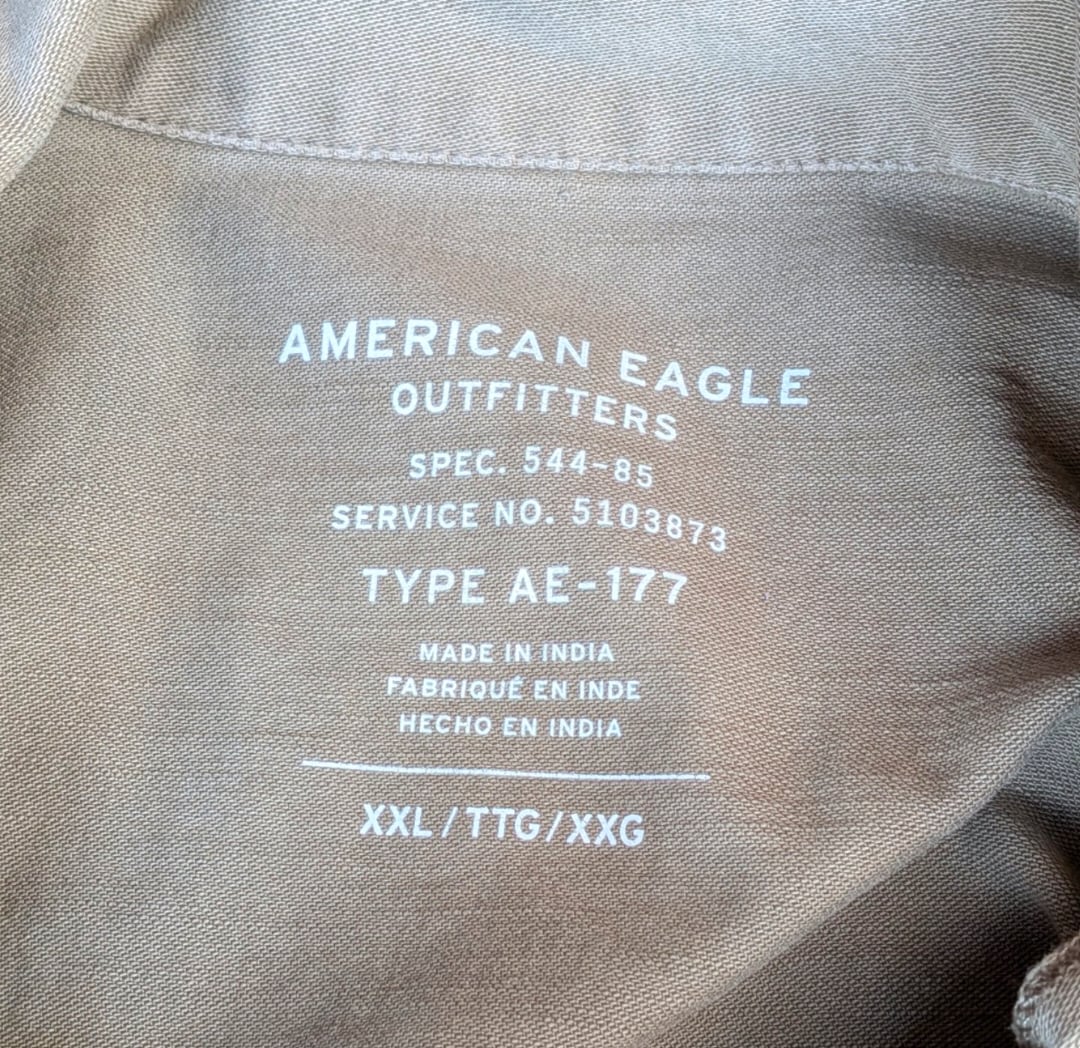 AMERICAN EAGLE
OUTFITTERS
SPEC. 544-85
SERVICE NO. 5103873
TYPE AE-177
MADE IN INDIA
FABRIQUÉ EN INDE
HECHO EN INDIA
XXL/TTG/XXG